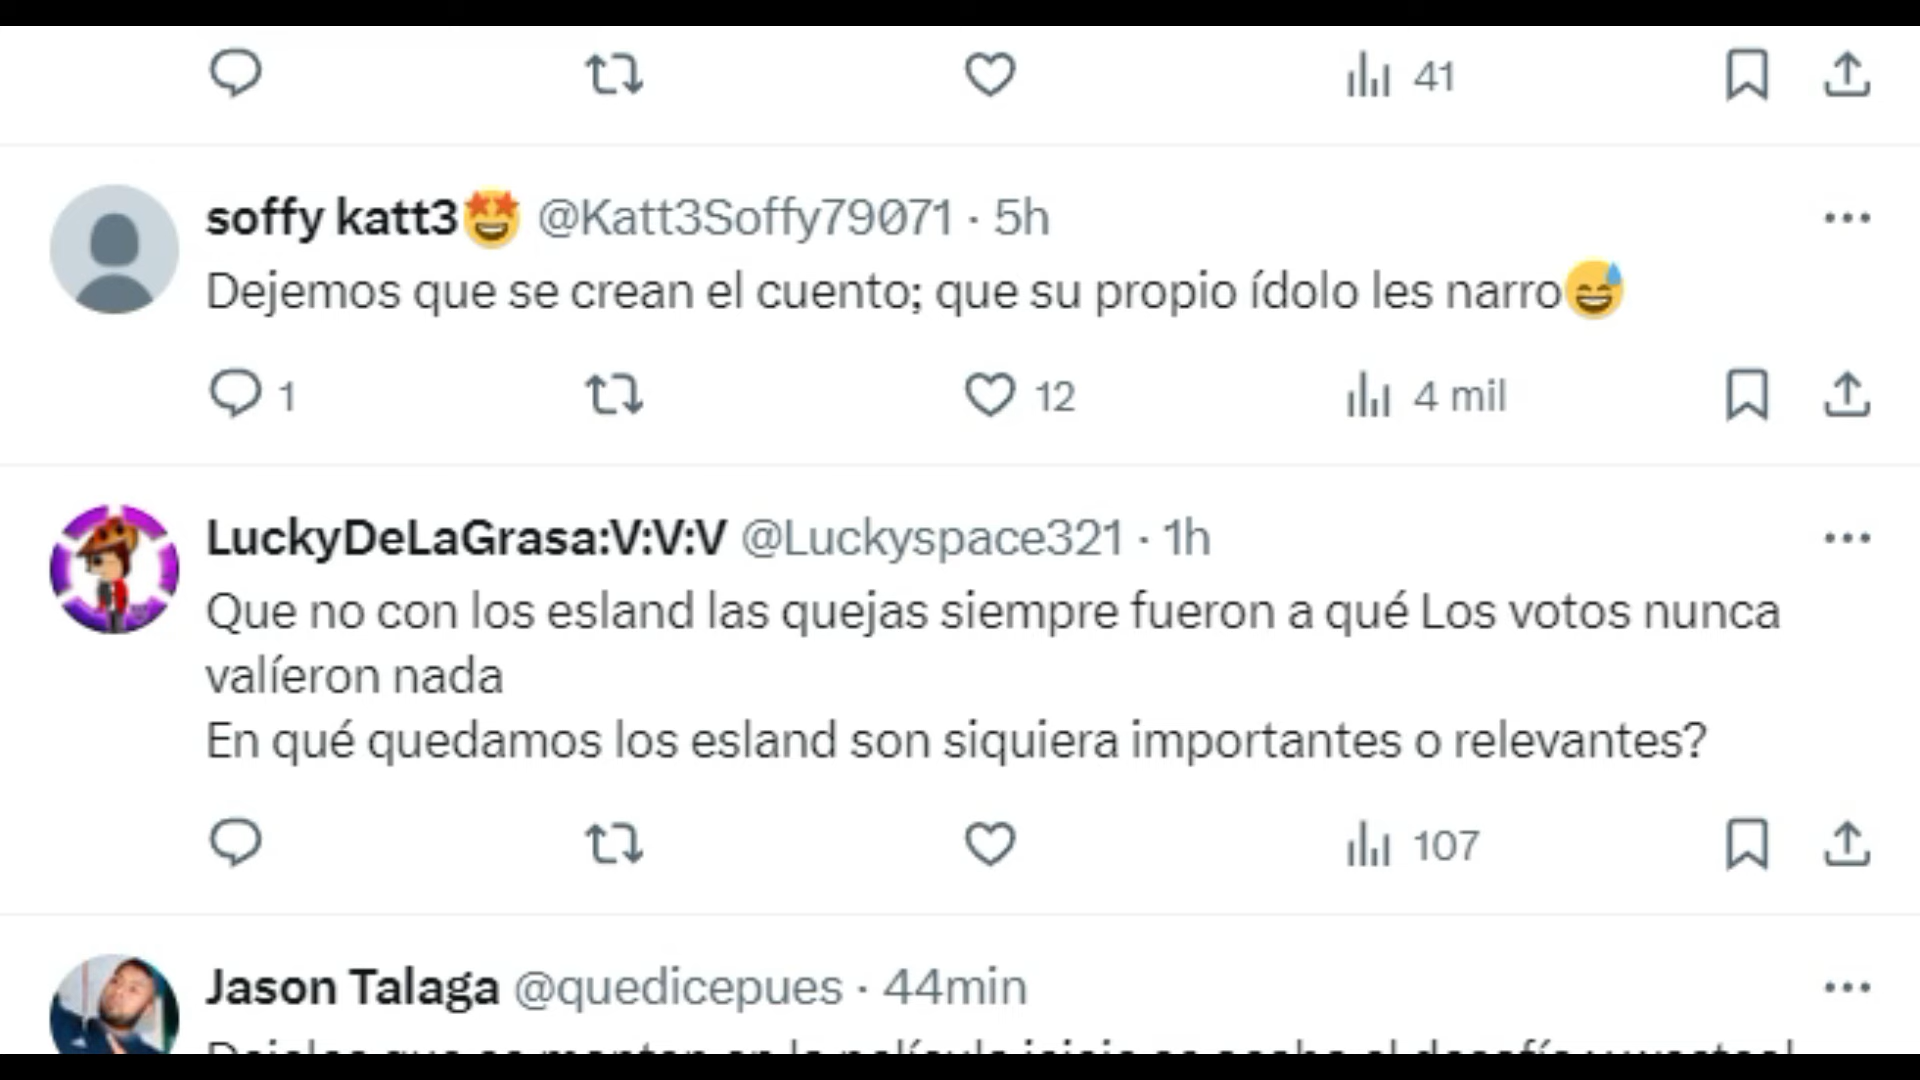 41
soffy katt3🤩 @Katt3Soffy79071 · 5h
Dejemos que se crean el cuento; que su propio ídolo les narro😅
1 12 4 mil
LuckyDeLaGrasa:V:V:V @Luckyspace321 · 1h
Que no con los esland las quejas siempre fueron a qué Los votos nunca
valíeron nada
En qué quedamos los esland son siquiera importantes o relevantes?
107
Jason Talaga @quedicepues · 44min